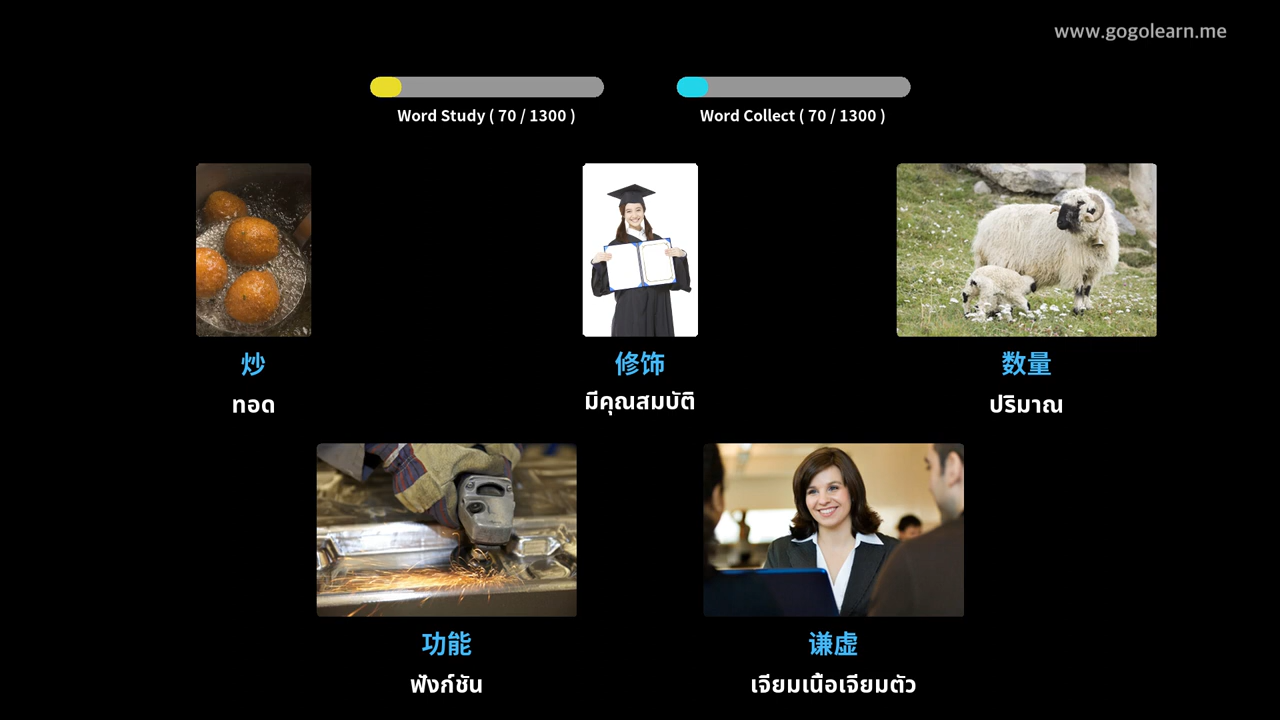 www.gogolearn.me
Word Study ( 70 / 1300 )
Word Collect ( 70 / 1300 )
炒
ทอด
修饰
มีคุณสมบัติ
数量
ปริมาณ
功能
ฟังก์ชัน
谦虚
เจียมเนื้อเจียมตัว